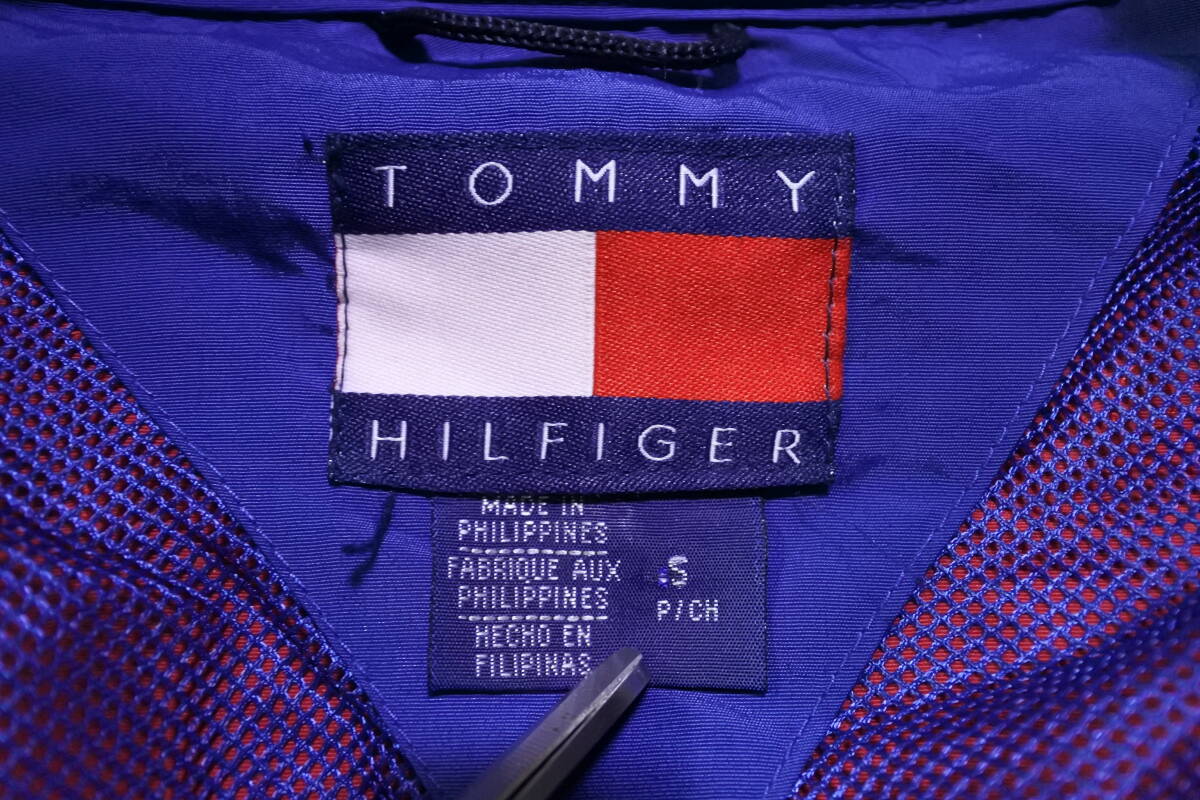 TOMMY
HILFIGER
MADE IN
PHILIPPINES
FABRIQUE AUX
PHILIPPINES
HECHO EN
FILIPINAS
S
P/CH